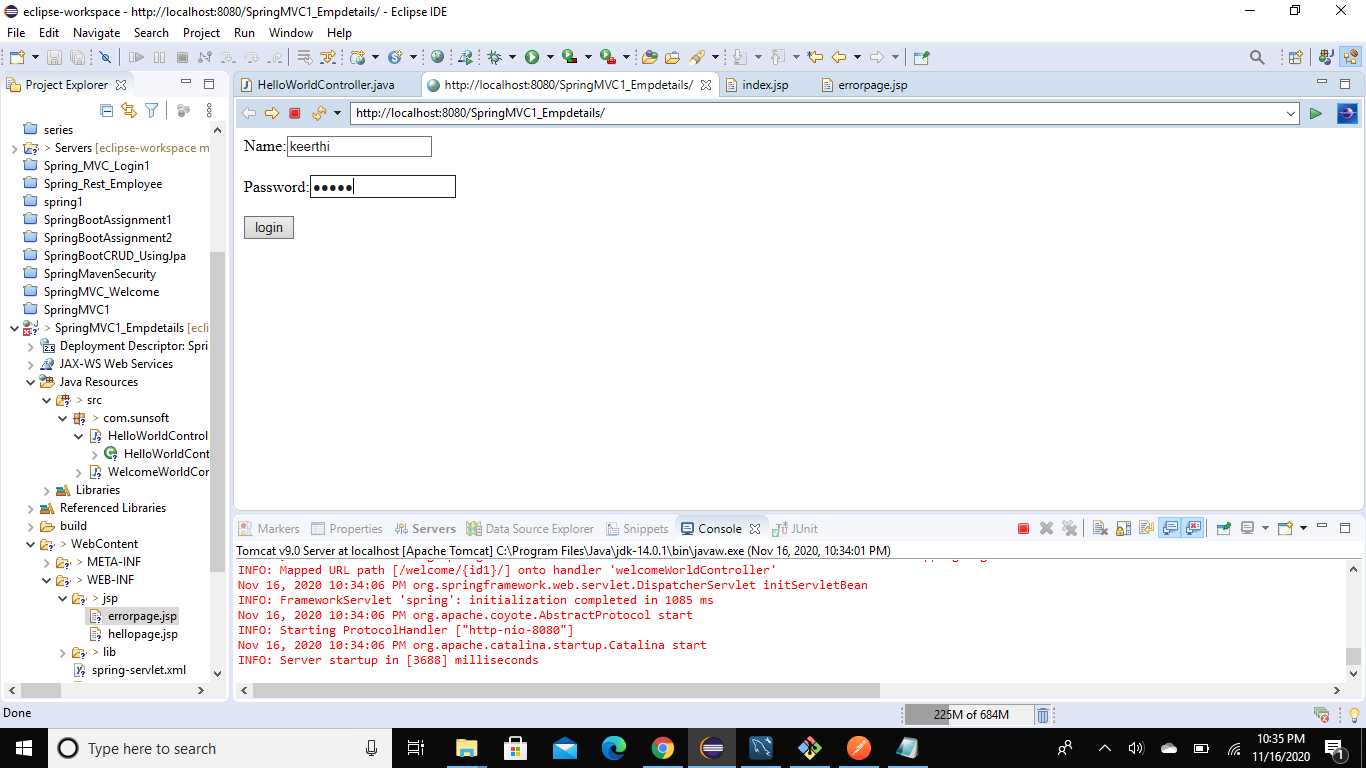 eclipse-workspace - http://localhost:8080/SpringMVC1_Empdetails/ - Eclipse IDE
File Edit Navigate Search Project Run Window Help
Project Explorer
HelloWorldController.java http://localhost:8080/SpringMVC1_Empdetails/ index.jsp errorpage.jsp
http://localhost:8080/SpringMVC1_Empdetails/
series
> Servers [eclipse-workspace m
Spring_MVC_Login1
Spring_Rest_Employee
spring1
SpringBootAssignment1
SpringBootAssignment2
SpringBootCRUD_UsingJpa
SpringMavenSecurity
SpringMVC_Welcome
SpringMVC1
> SpringMVC1_Empdetails [ecli
Deployment Descriptor: Spri
JAX-WS Web Services
Java Resources
> src
> com.sunsoft
HelloWorldControl
HelloWorldCont
WelcomeWorldCor
Libraries
Referenced Libraries
build
> WebContent
> META-INF
> WEB-INF
> jsp
errorpage.jsp
hellopage.jsp
> lib
spring-servlet.xml
Name: keerthi
Password: •••••
login
Markers Properties Servers Data Source Explorer Snippets Console JUnit
Tomcat v9.0 Server at localhost [Apache Tomcat] C:\Program Files\Java\jdk-14.0.1\bin\javaw.exe (Nov 16, 2020, 10:34:01 PM)
INFO: Mapped URL path [/welcome/{id1}/] onto handler 'welcomeWorldController'
Nov 16, 2020 10:34:06 PM org.springframework.web.servlet.DispatcherServlet initServletBean
INFO: FrameworkServlet 'spring': initialization completed in 1085 ms
Nov 16, 2020 10:34:06 PM org.apache.coyote.AbstractProtocol start
INFO: Starting ProtocolHandler ["http-nio-8080"]
Nov 16, 2020 10:34:06 PM org.apache.catalina.startup.Catalina start
INFO: Server startup in [3688] milliseconds
Done
225M of 684M
Type here to search
10:35 PM
11/16/2020
1